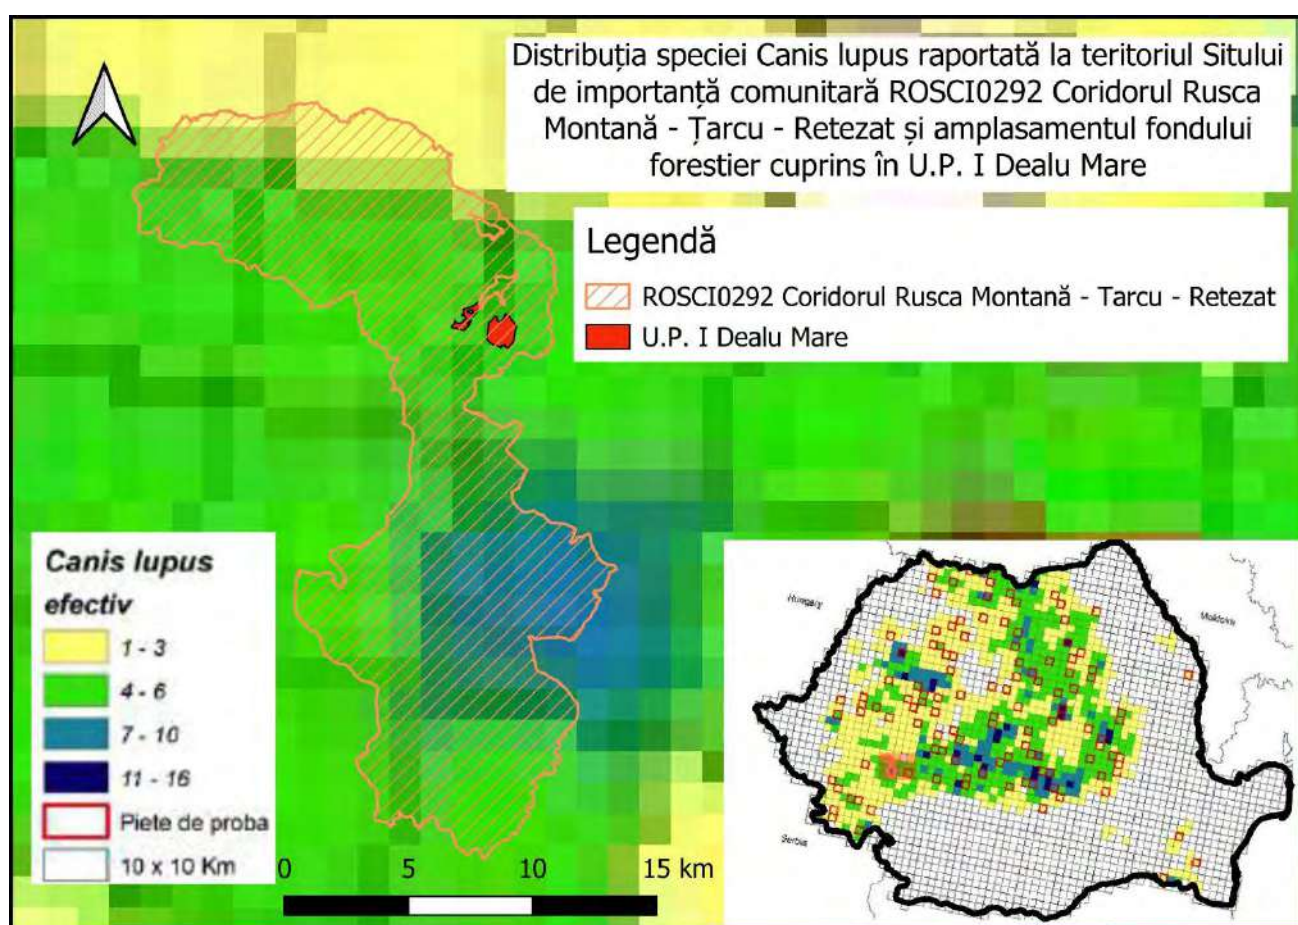 Distribuția speciei Canis lupus raportată la teritoriul Sitului
de importanță comunitară ROSCI0292 Coridorul Rusca
Montană - Țarcu - Retezat și amplasamentul fondului
forestier cuprins în U.P. I Dealu Mare
Legendă
ROSCI0292 Coridorul Rusca Montană - Tarcu - Retezat
U.P. I Dealu Mare
Canis lupus
efectiv
1 - 3
4 - 6
7 - 10
11 - 16
Piete de proba
10 x 10 Km
0 5 10 15 km
Hungary
Moldova
Serbia